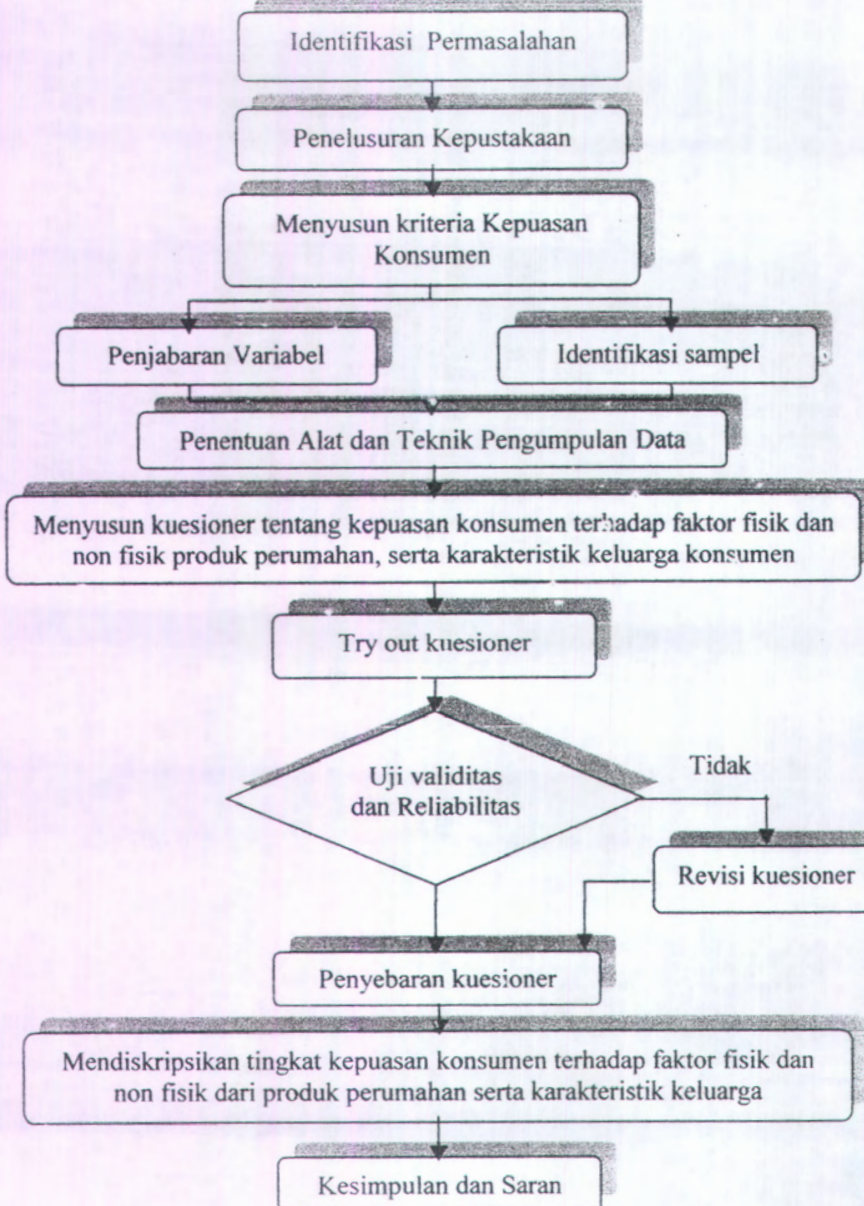 Identifikasi Permasalahan
Penelusuran Kepustakaan
Menyusun kriteria Kepuasan
Konsumen
Penjabaran Variabel
Identifikasi sampel
Penentuan Alat dan Teknik Pengumpulan Data
Menyusun kuesioner tentang kepuasan konsumen terhadap faktor fisik dan
non fisik produk perumahan, serta karakteristik keluarga konsumen
Try out kuesioner
Uji validitas
dan Reliabilitas
Tidak
Revisi kuesioner
Penyebaran kuesioner
Mendiskripsikan tingkat kepuasan konsumen terhadap faktor fisik dan
non fisik dari produk perumahan serta karakteristik keluarga
Kesimpulan dan Saran